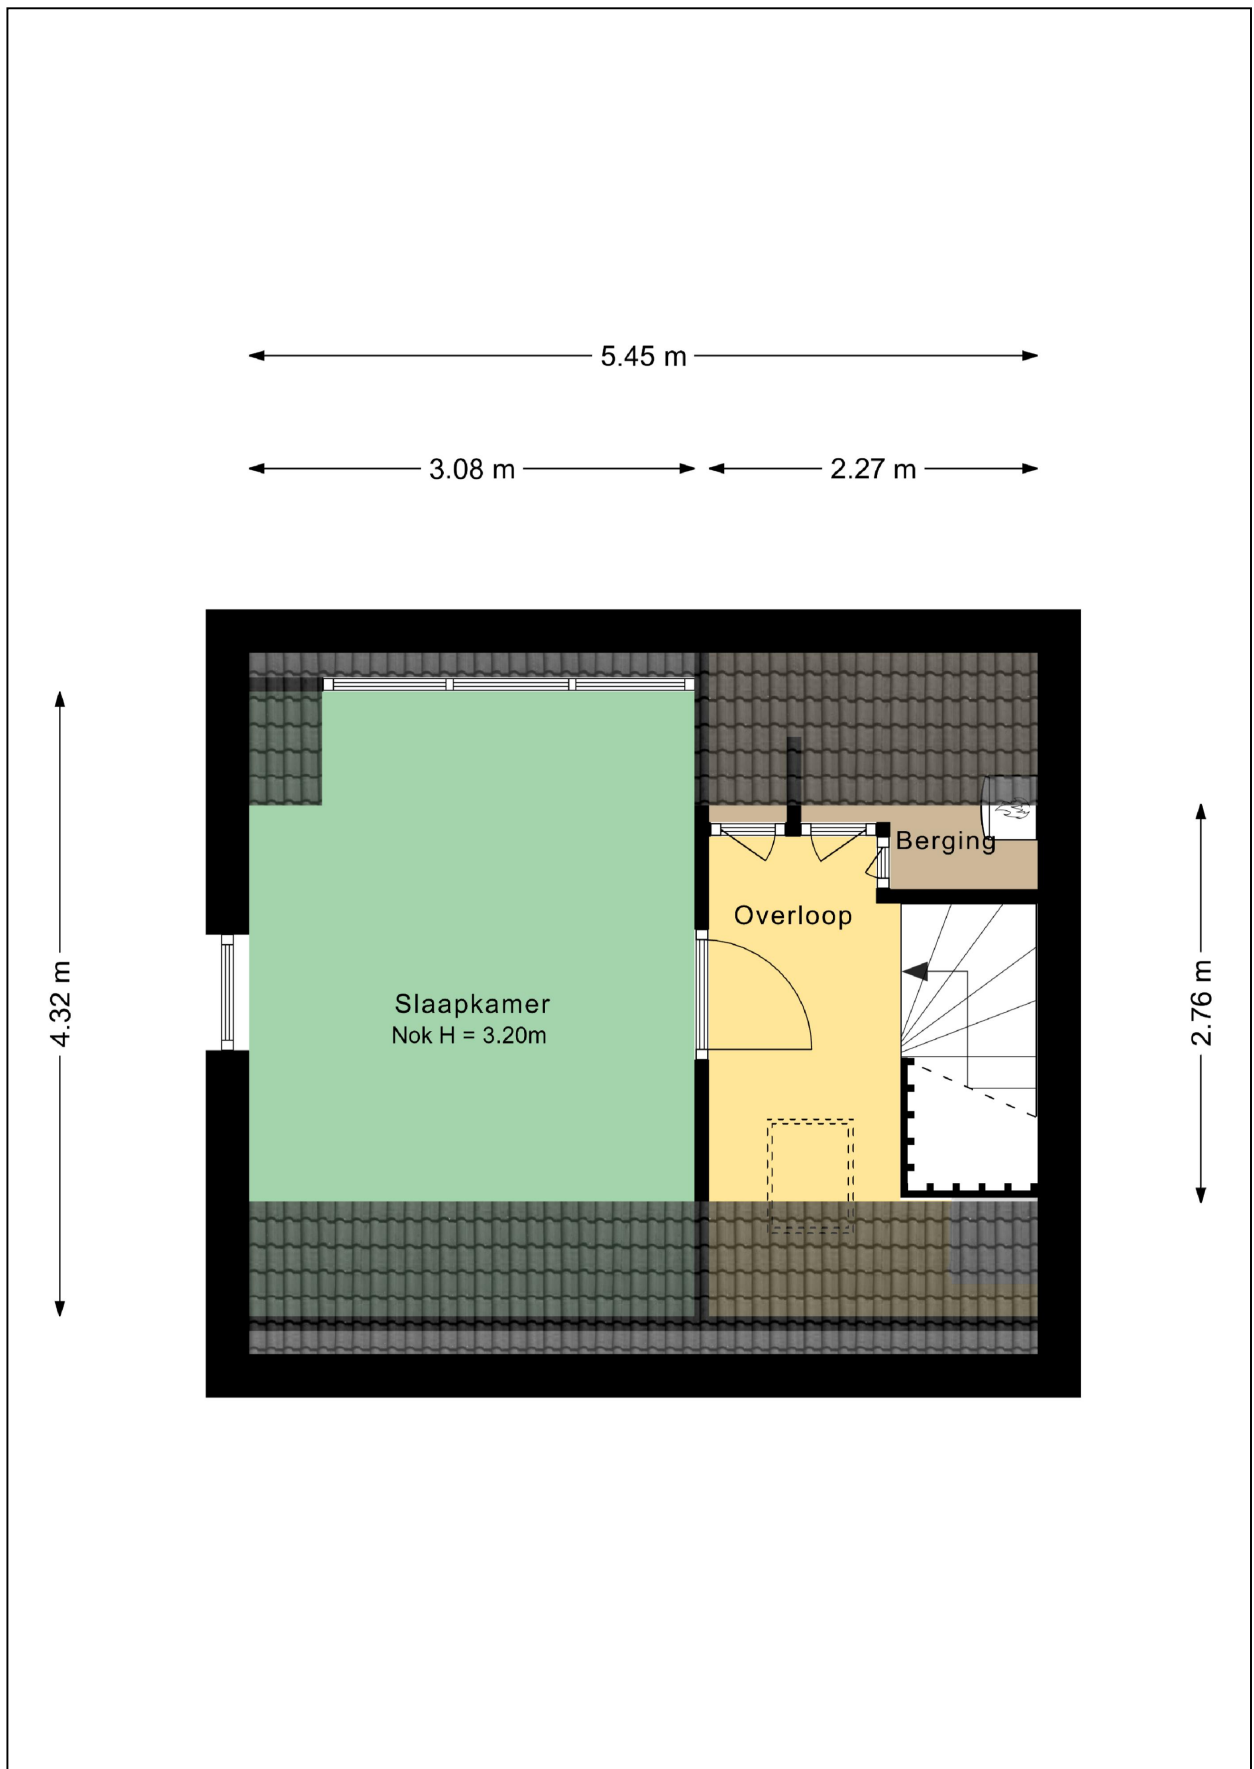 5.45 m
3.08 m
2.27 m
Berging
Overloop
4.32 m
Slaapkamer
Nok H = 3.20m
2.76 m